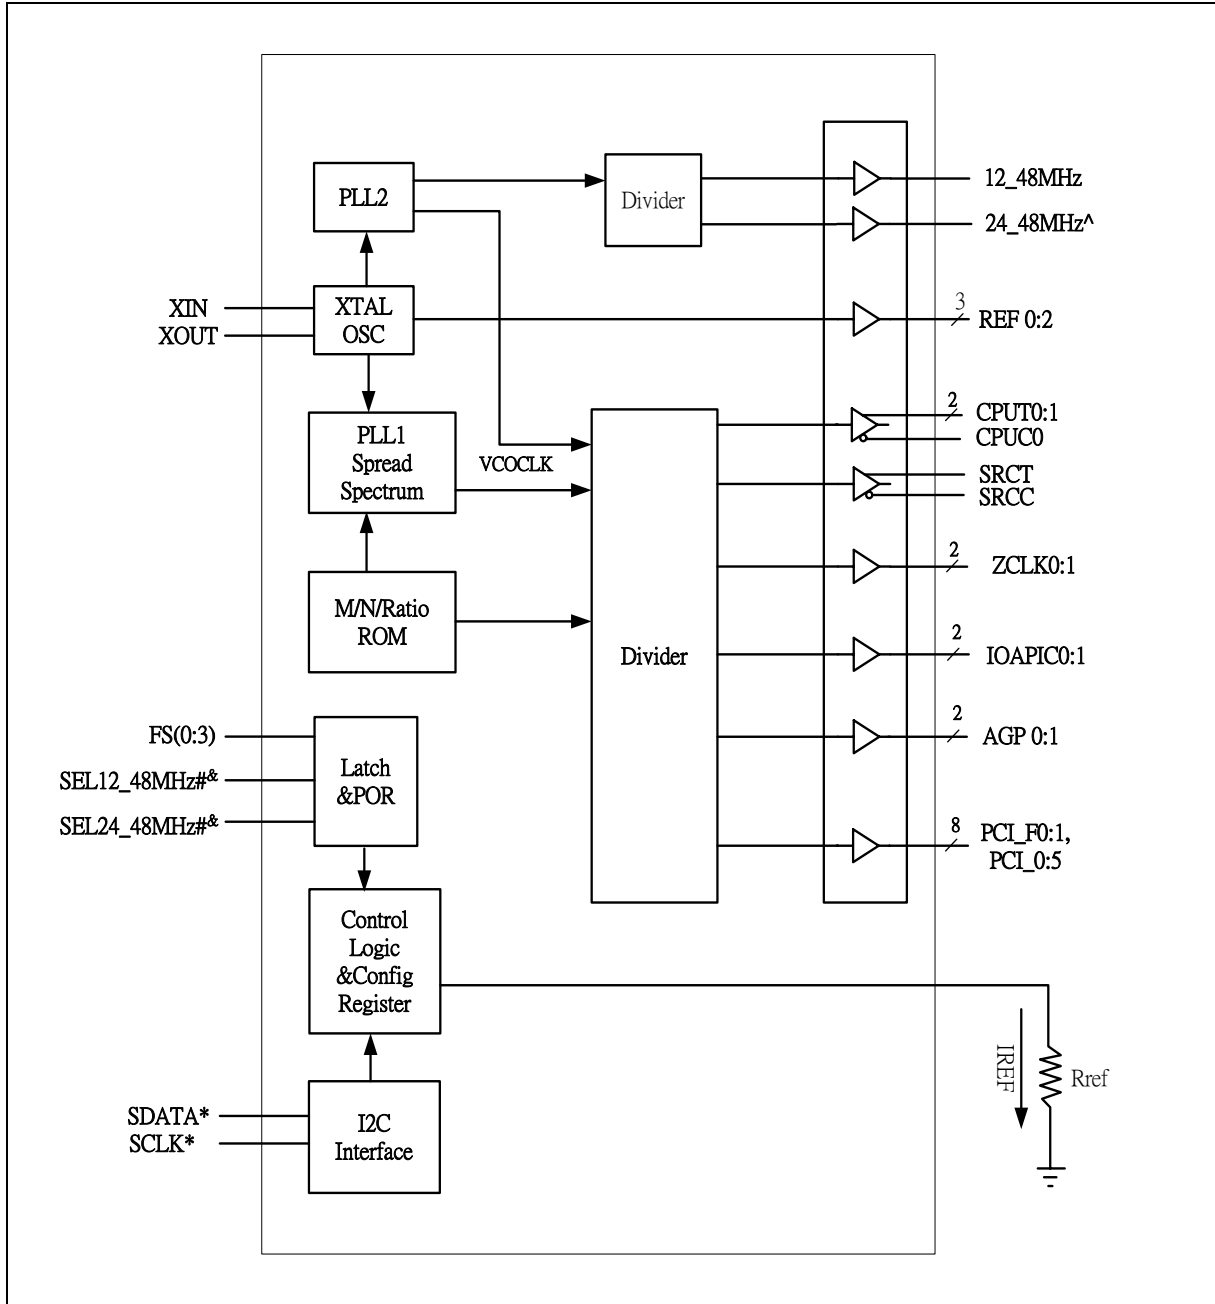 PLL2
Divider
12_48MHz
24_48MHz^
XIN
XOUT
XTAL
OSC
3
REF 0:2
PLL1
Spread
Spectrum
VCOCLK
2
CPUT0:1
CPUC0
SRCT
SRCC
M/N/Ratio
ROM
Divider
2
ZCLK0:1
2
IOAPIC0:1
2
AGP 0:1
8
PCI_F0:1,
PCI_0:5
FS(0:3)
SEL12_48MHz#&
SEL24_48MHz#&
Latch
&POR
Control
Logic
&Config
Register
IREF
Rref
SDATA*
SCLK*
I2C
Interface